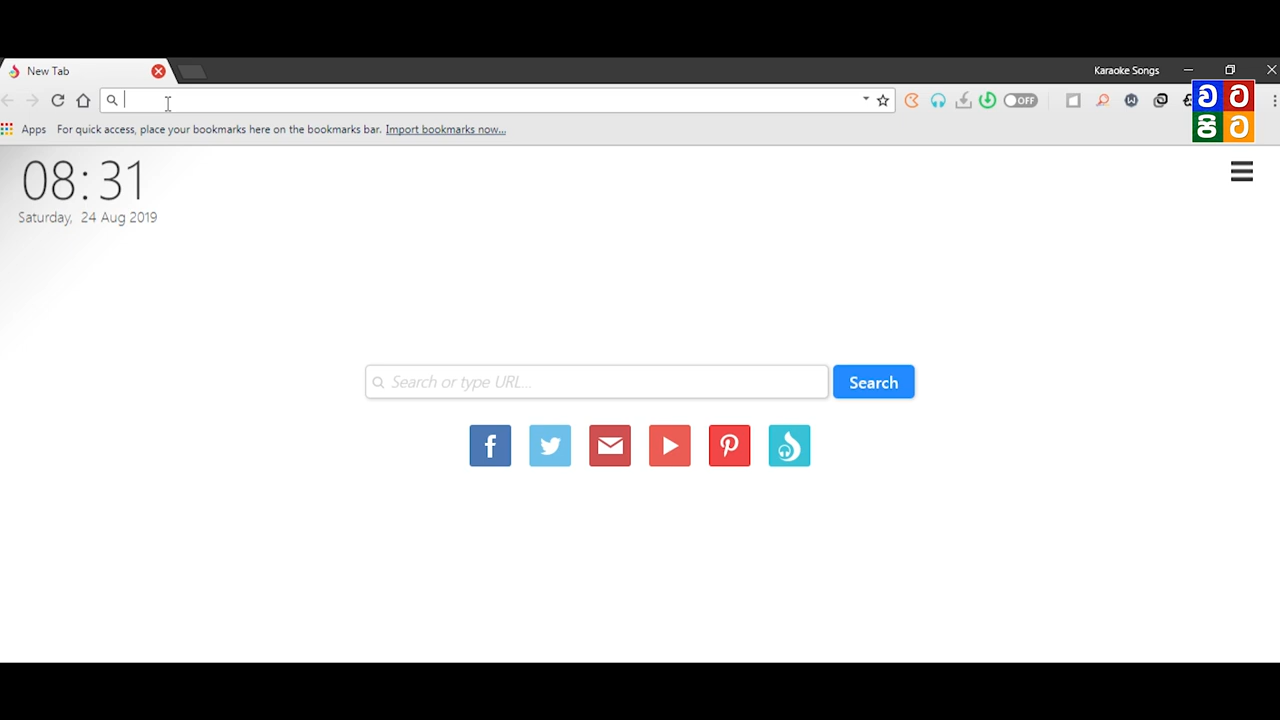 New Tab
Karaoke Songs
OFF
Apps For quick access, place your bookmarks here on the bookmarks bar. Import bookmarks now...
08:31
Saturday, 24 Aug 2019
Search or type URL...
Search